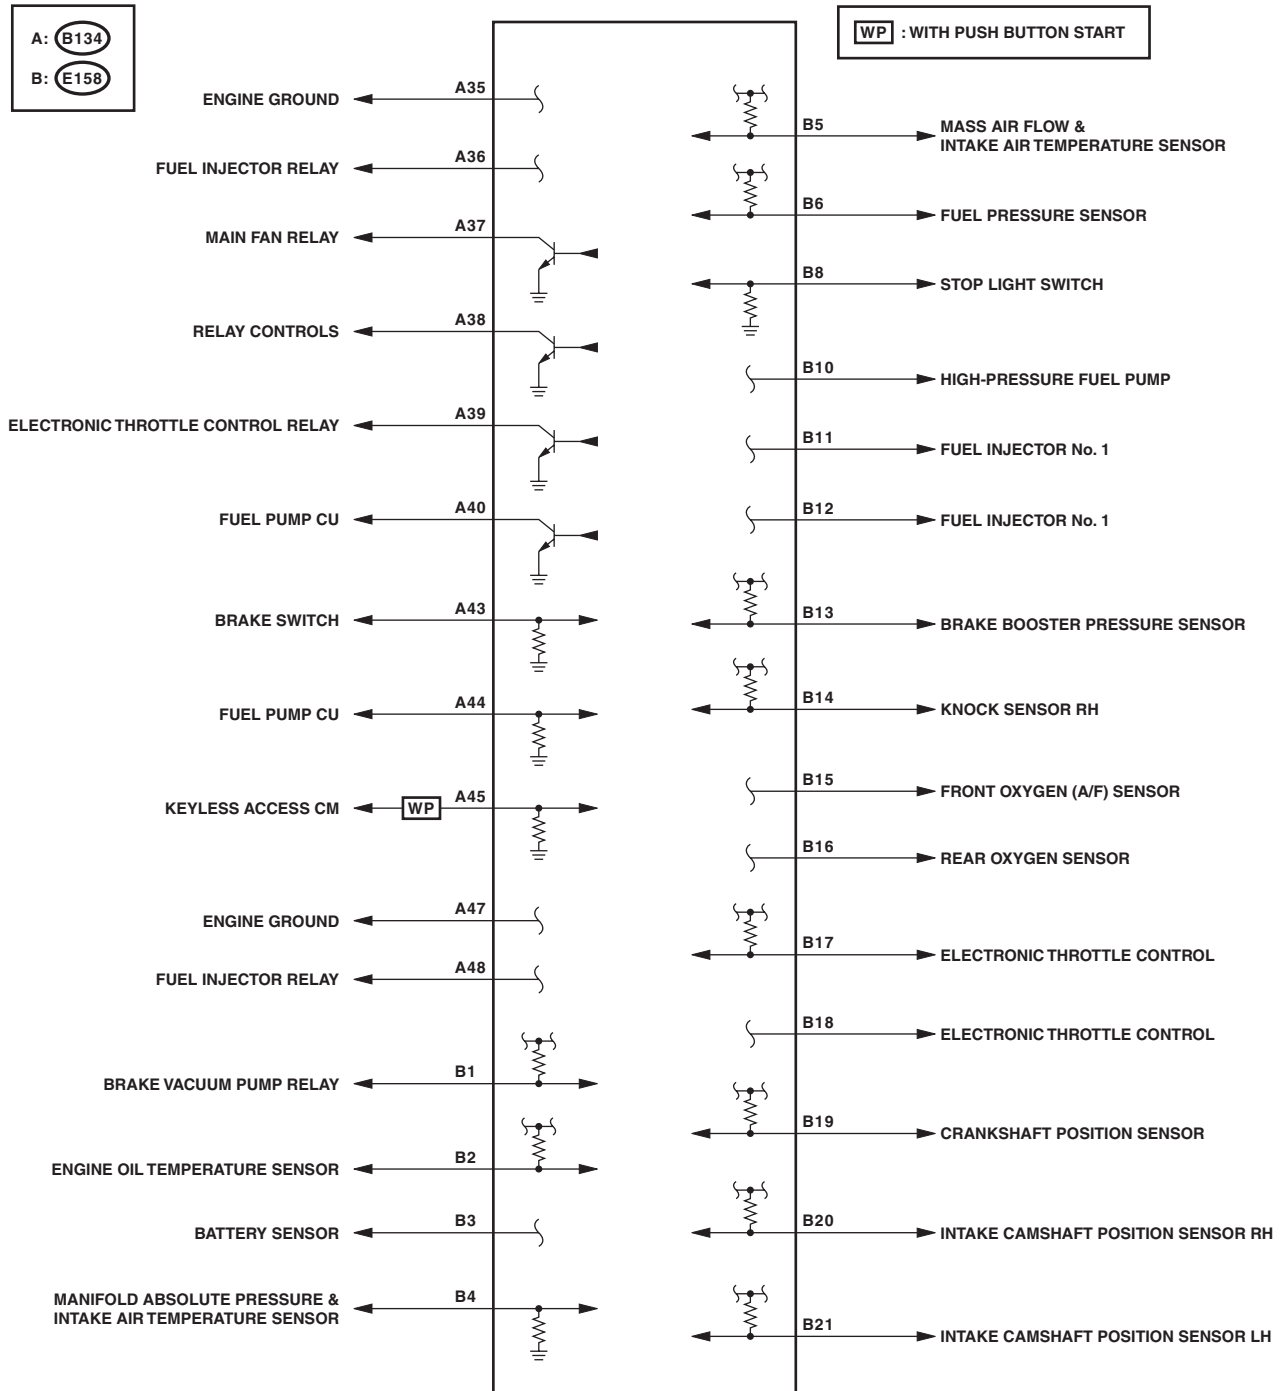 A: B134
B: E158
WP : WITH PUSH BUTTON START
ENGINE GROUND A35
FUEL INJECTOR RELAY A36
MAIN FAN RELAY A37
RELAY CONTROLS A38
ELECTRONIC THROTTLE CONTROL RELAY A39
FUEL PUMP CU A40
BRAKE SWITCH A43
FUEL PUMP CU A44
KEYLESS ACCESS CM WP A45
ENGINE GROUND A47
FUEL INJECTOR RELAY A48
BRAKE VACUUM PUMP RELAY B1
ENGINE OIL TEMPERATURE SENSOR B2
BATTERY SENSOR B3
MANIFOLD ABSOLUTE PRESSURE & B4
INTAKE AIR TEMPERATURE SENSOR
B5 MASS AIR FLOW &
INTAKE AIR TEMPERATURE SENSOR
B6 FUEL PRESSURE SENSOR
B8 STOP LIGHT SWITCH
B10 HIGH-PRESSURE FUEL PUMP
B11 FUEL INJECTOR No. 1
B12 FUEL INJECTOR No. 1
B13 BRAKE BOOSTER PRESSURE SENSOR
B14 KNOCK SENSOR RH
B15 FRONT OXYGEN (A/F) SENSOR
B16 REAR OXYGEN SENSOR
B17 ELECTRONIC THROTTLE CONTROL
B18 ELECTRONIC THROTTLE CONTROL
B19 CRANKSHAFT POSITION SENSOR
B20 INTAKE CAMSHAFT POSITION SENSOR RH
B21 INTAKE CAMSHAFT POSITION SENSOR LH